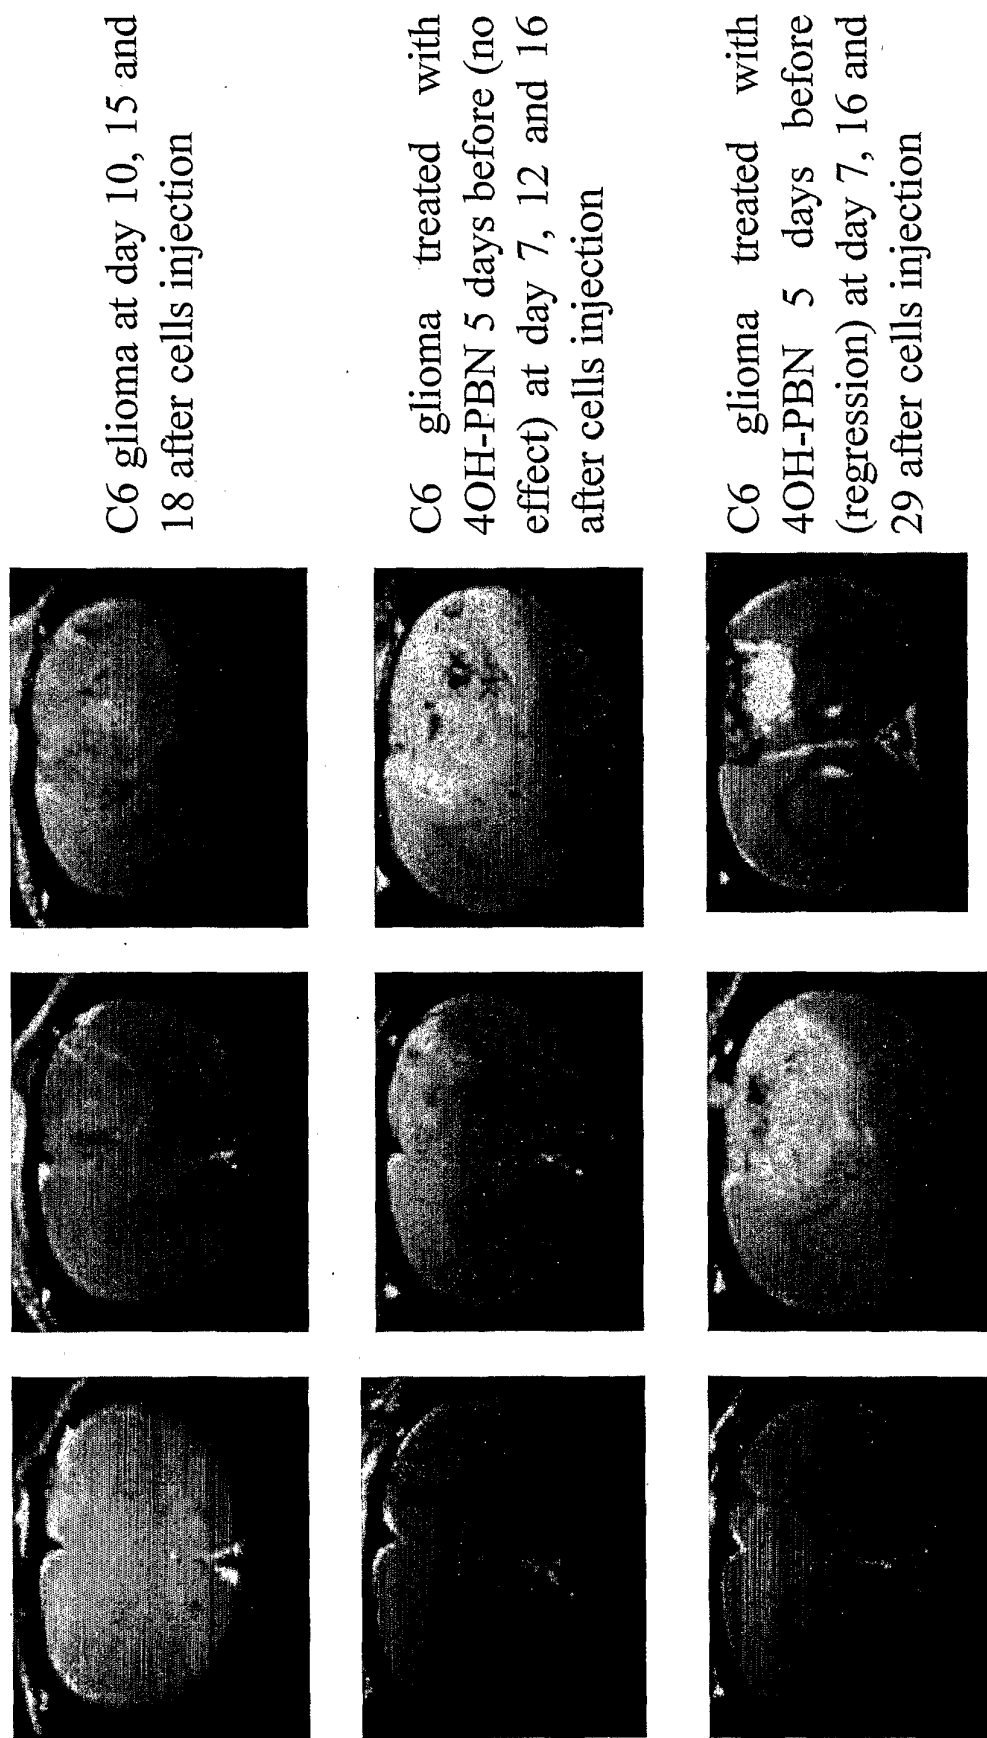 C6 glioma at day 10, 15 and
18 after cells injection
C6 glioma treated with
4OH-PBN 5 days before (no
effect) at day 7, 12 and 16
after cells injection
C6 glioma treated with
4OH-PBN 5 days before
(regression) at day 7, 16 and
29 after cells injection